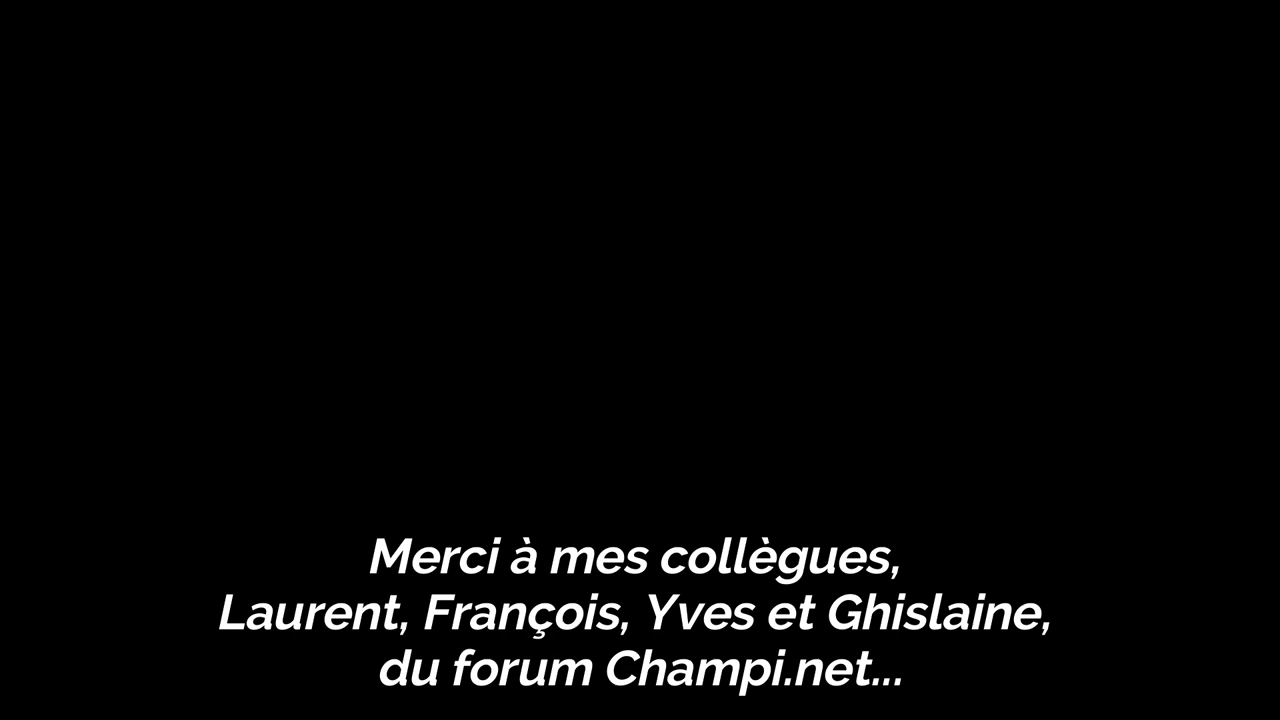 Merci à mes collègues,
Laurent, François, Yves et Ghislaine,
du forum Champi.net...